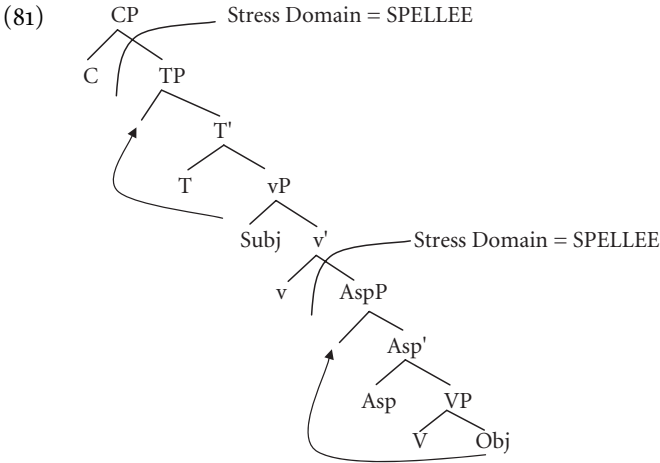 (81) CP Stress Domain = SPELLEE
C TP
T'
T vP
Subj v' Stress Domain = SPELLEE
v AspP
Asp'
Asp VP
V Obj